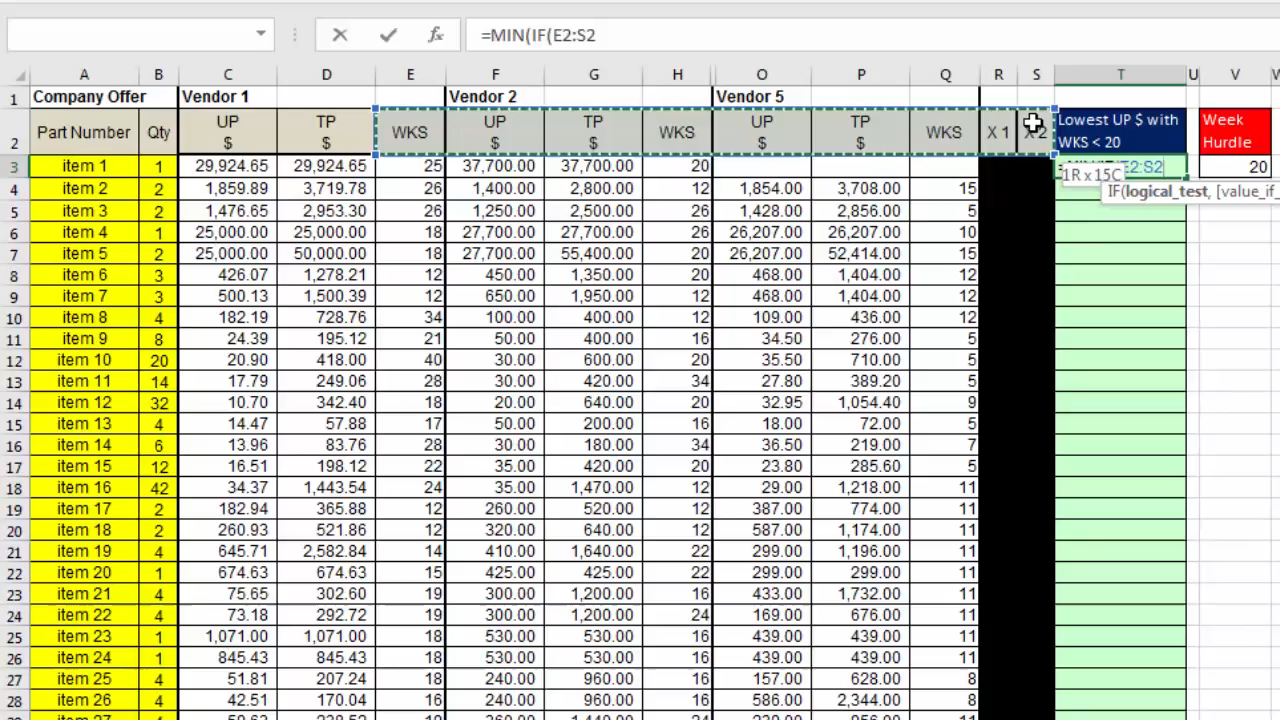 =MIN(IF(E2:S2
A B C D E F G H O P Q R S T U V
1 Company Offer Vendor 1 Vendor 2 Vendor 5
2 Part Number Qty UP $ TP $ WKS UP $ TP $ WKS UP $ TP $ WKS X 1 X 2 Lowest UP $ with WKS < 20 Week Hurdle
3 item 1 1 29,924.65 29,924.65 25 37,700.00 37,700.00 20 E2:S2 20
1R x 15C
IF(logical_test, [value_if_
4 item 2 2 1,859.89 3,719.78 26 1,400.00 2,800.00 12 1,854.00 3,708.00 15
5 item 3 2 1,476.65 2,953.30 26 1,250.00 2,500.00 26 1,428.00 2,856.00 5
6 item 4 1 25,000.00 25,000.00 18 27,700.00 27,700.00 26 26,207.00 26,207.00 10
7 item 5 2 25,000.00 50,000.00 18 27,700.00 55,400.00 20 26,207.00 52,414.00 15
8 item 6 3 426.07 1,278.21 12 450.00 1,350.00 20 468.00 1,404.00 12
9 item 7 3 500.13 1,500.39 12 650.00 1,950.00 12 468.00 1,404.00 12
10 item 8 4 182.19 728.76 34 100.00 400.00 12 109.00 436.00 12
11 item 9 8 24.39 195.12 21 50.00 400.00 16 34.50 276.00 5
12 item 10 20 20.90 418.00 40 30.00 600.00 20 35.50 710.00 5
13 item 11 14 17.79 249.06 28 30.00 420.00 34 27.80 389.20 5
14 item 12 32 10.70 342.40 18 20.00 640.00 20 32.95 1,054.40 9
15 item 13 4 14.47 57.88 17 50.00 200.00 16 18.00 72.00 5
16 item 14 6 13.96 83.76 28 30.00 180.00 34 36.50 219.00 7
17 item 15 12 16.51 198.12 22 35.00 420.00 20 23.80 285.60 5
18 item 16 42 34.37 1,443.54 24 35.00 1,470.00 12 29.00 1,218.00 11
19 item 17 2 182.94 365.88 12 260.00 520.00 12 387.00 774.00 11
20 item 18 2 260.93 521.86 12 320.00 640.00 12 587.00 1,174.00 11
21 item 19 4 645.71 2,582.84 14 410.00 1,640.00 22 299.00 1,196.00 11
22 item 20 1 674.63 674.63 15 425.00 425.00 22 299.00 299.00 11
23 item 21 4 75.65 302.60 19 300.00 1,200.00 16 433.00 1,732.00 11
24 item 22 4 73.18 292.72 19 300.00 1,200.00 24 169.00 676.00 11
25 item 23 1 1,071.00 1,071.00 18 530.00 530.00 16 439.00 439.00 11
26 item 24 1 845.43 845.43 18 530.00 530.00 16 439.00 439.00 11
27 item 25 4 51.81 207.24 18 240.00 960.00 16 157.00 628.00 8
28 item 26 4 42.51 170.04 16 240.00 960.00 16 586.00 2,344.00 8